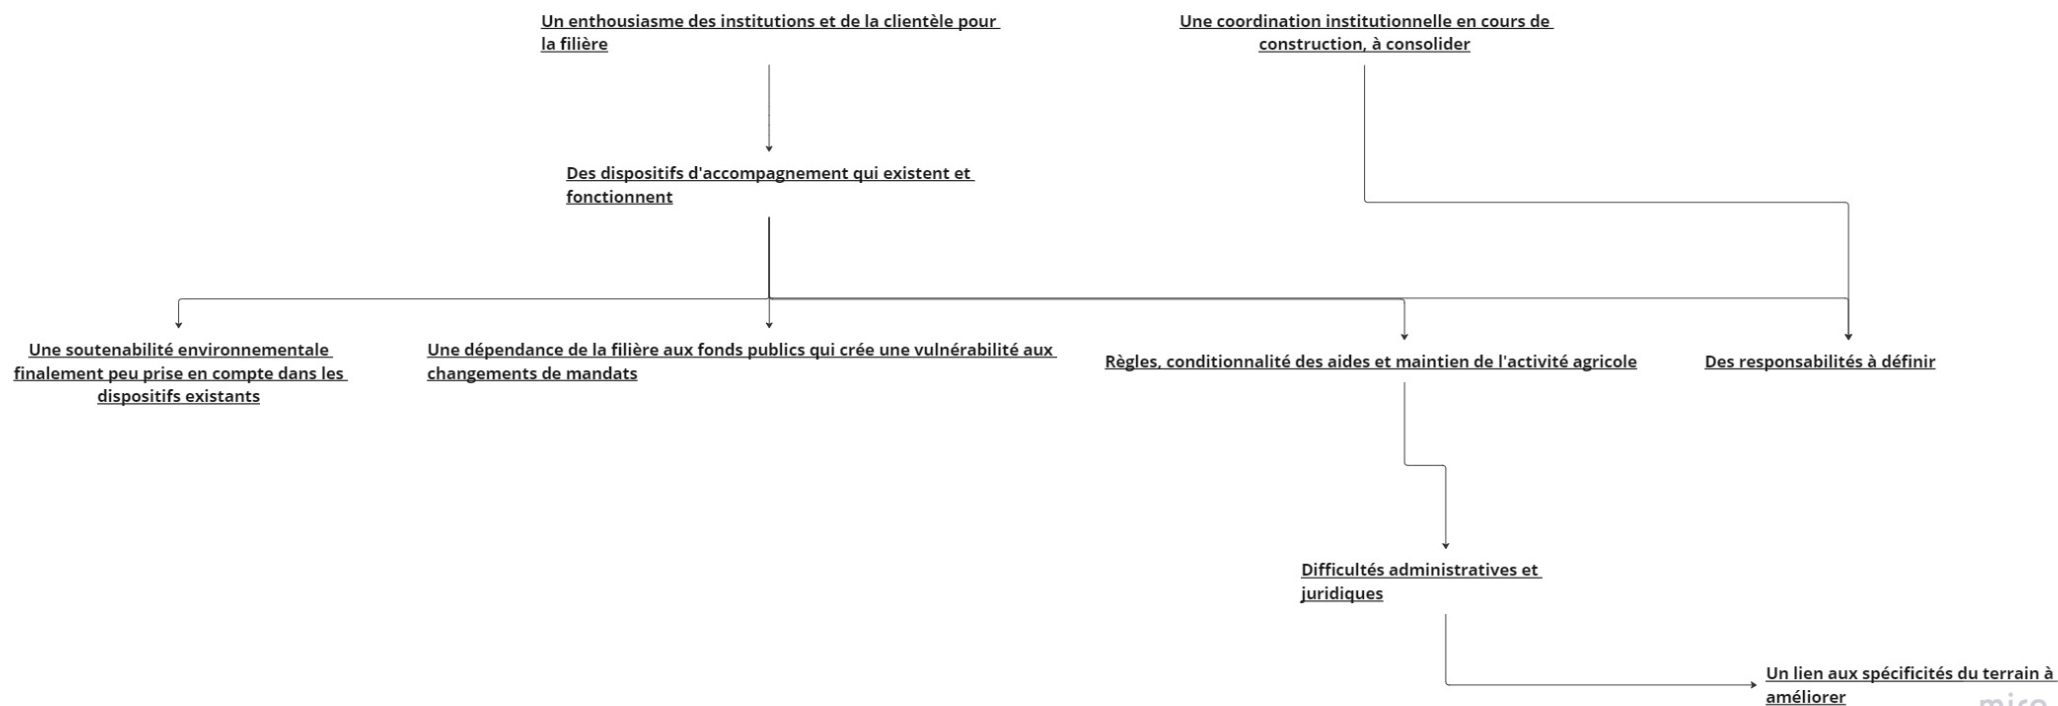 Un enthousiasme des institutions et de la clientèle pour
la filière
Une coordination institutionnelle en cours de
construction, à consolider
Des dispositifs d'accompagnement qui existent et
fonctionnent
Une soutenabilité environnementale
finalement peu prise en compte dans les
dispositifs existants
Une dépendance de la filière aux fonds publics qui crée une vulnérabilité aux
changements de mandats
Règles, conditionnalité des aides et maintien de l'activité agricole
Des responsabilités à définir
Difficultés administratives et
juridiques
Un lien aux spécificités du terrain à
améliorer
miro